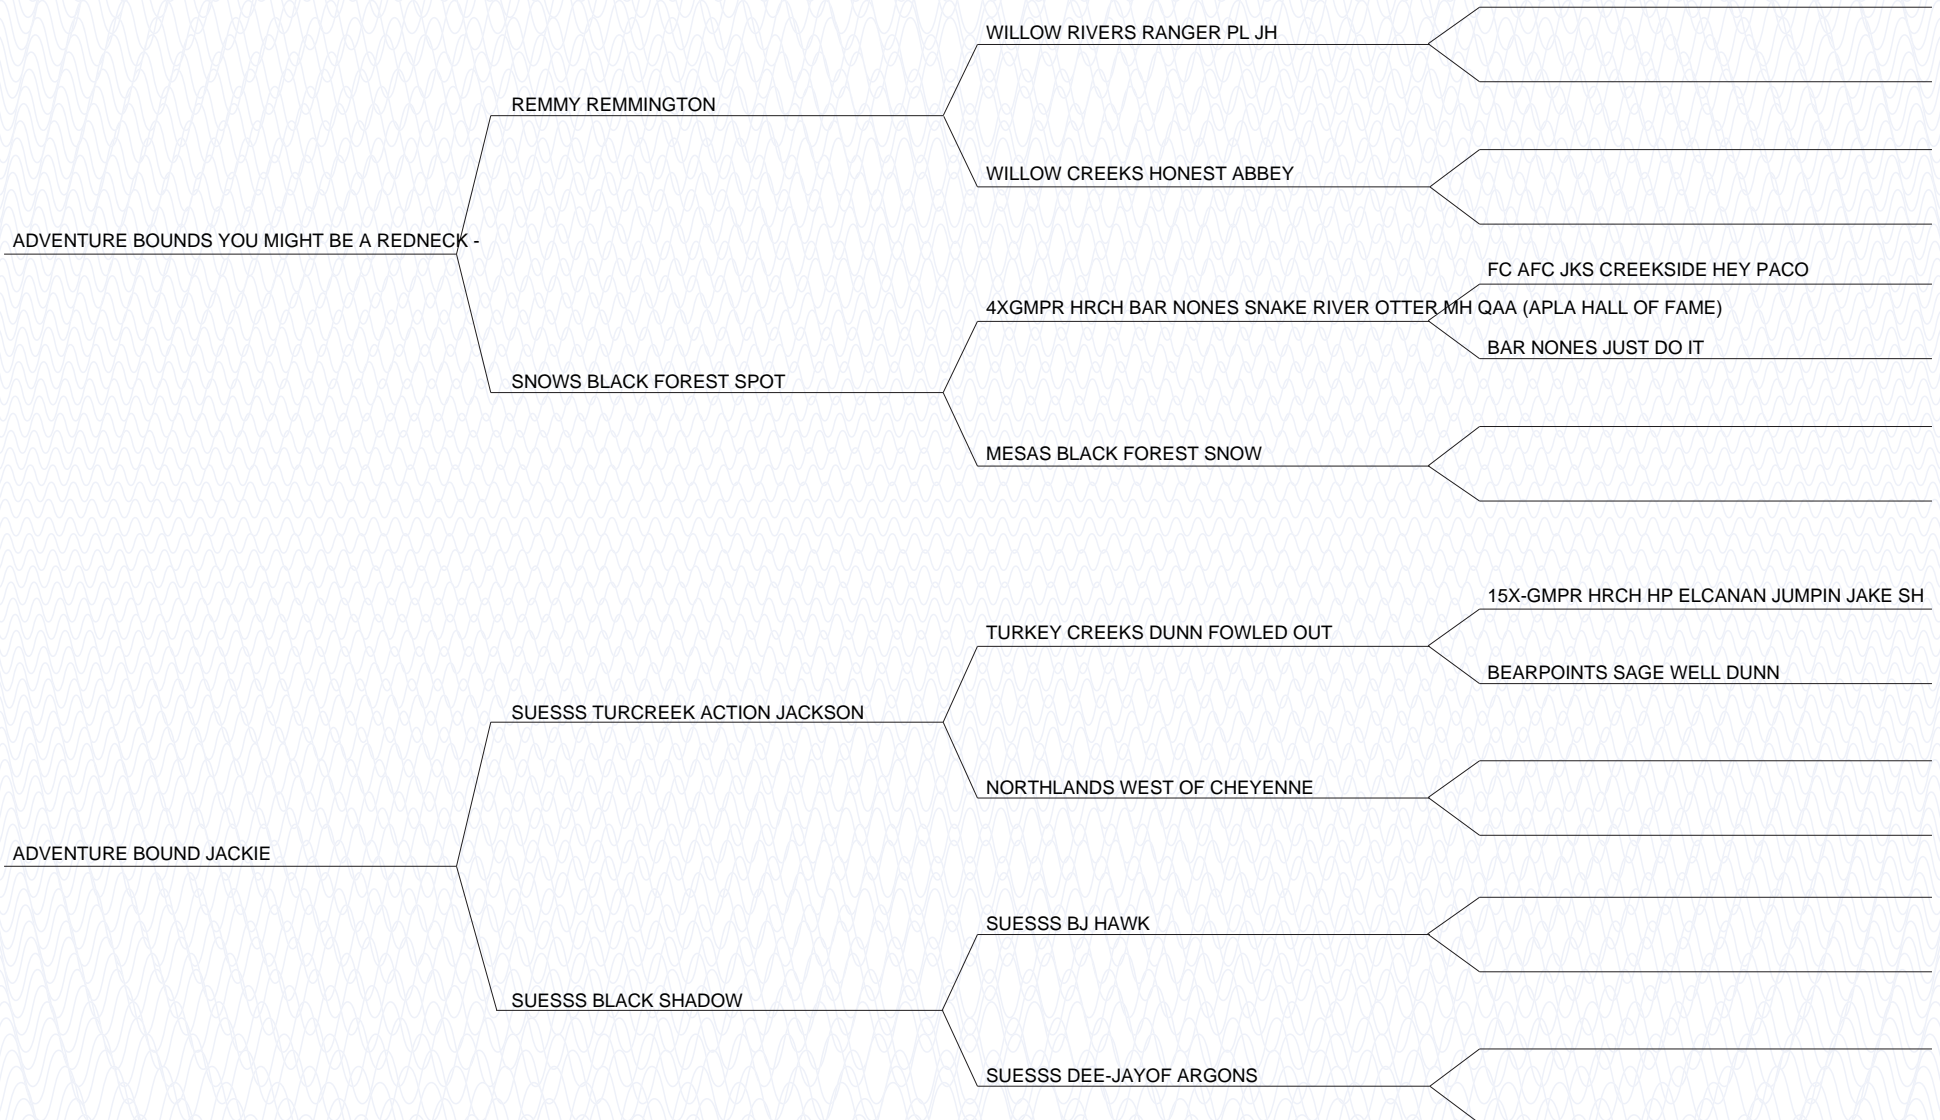 WILLOW RIVERS RANGER PL JH
REMMY REMMINGTON
WILLOW CREEKS HONEST ABBEY
ADVENTURE BOUNDS YOU MIGHT BE A REDNECK -
FC AFC JKS CREEKSIDE HEY PACO
4XGMPR HRCH BAR NONES SNAKE RIVER OTTER MH QAA (APLA HALL OF FAME)
BAR NONES JUST DO IT
SNOWS BLACK FOREST SPOT
MESAS BLACK FOREST SNOW
15X-GMPR HRCH HP ELCANAN JUMPIN JAKE SH
TURKEY CREEKS DUNN FOWLED OUT
BEARPOINTS SAGE WELL DUNN
SUESSS TURCREEK ACTION JACKSON
NORTHLANDS WEST OF CHEYENNE
ADVENTURE BOUND JACKIE
SUESSS BJ HAWK
SUESSS BLACK SHADOW
SUESSS DEE-JAYOF ARGONS